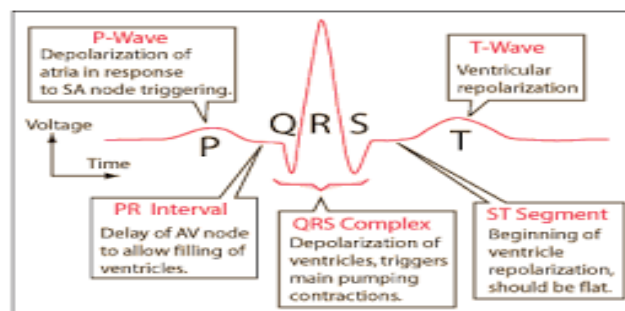 P-Wave
Depolarization of
atria in response
to SA node triggering.
T-Wave
Ventricular
repolarization
Voltage
Time
P
Q R S
T
PR Interval
Delay of AV node
to allow filling of
ventricles.
QRS Complex
Depolarization of
ventricles, triggers
main pumping
contractions.
ST Segment
Beginning of
ventricle
repolarization,
should be flat.